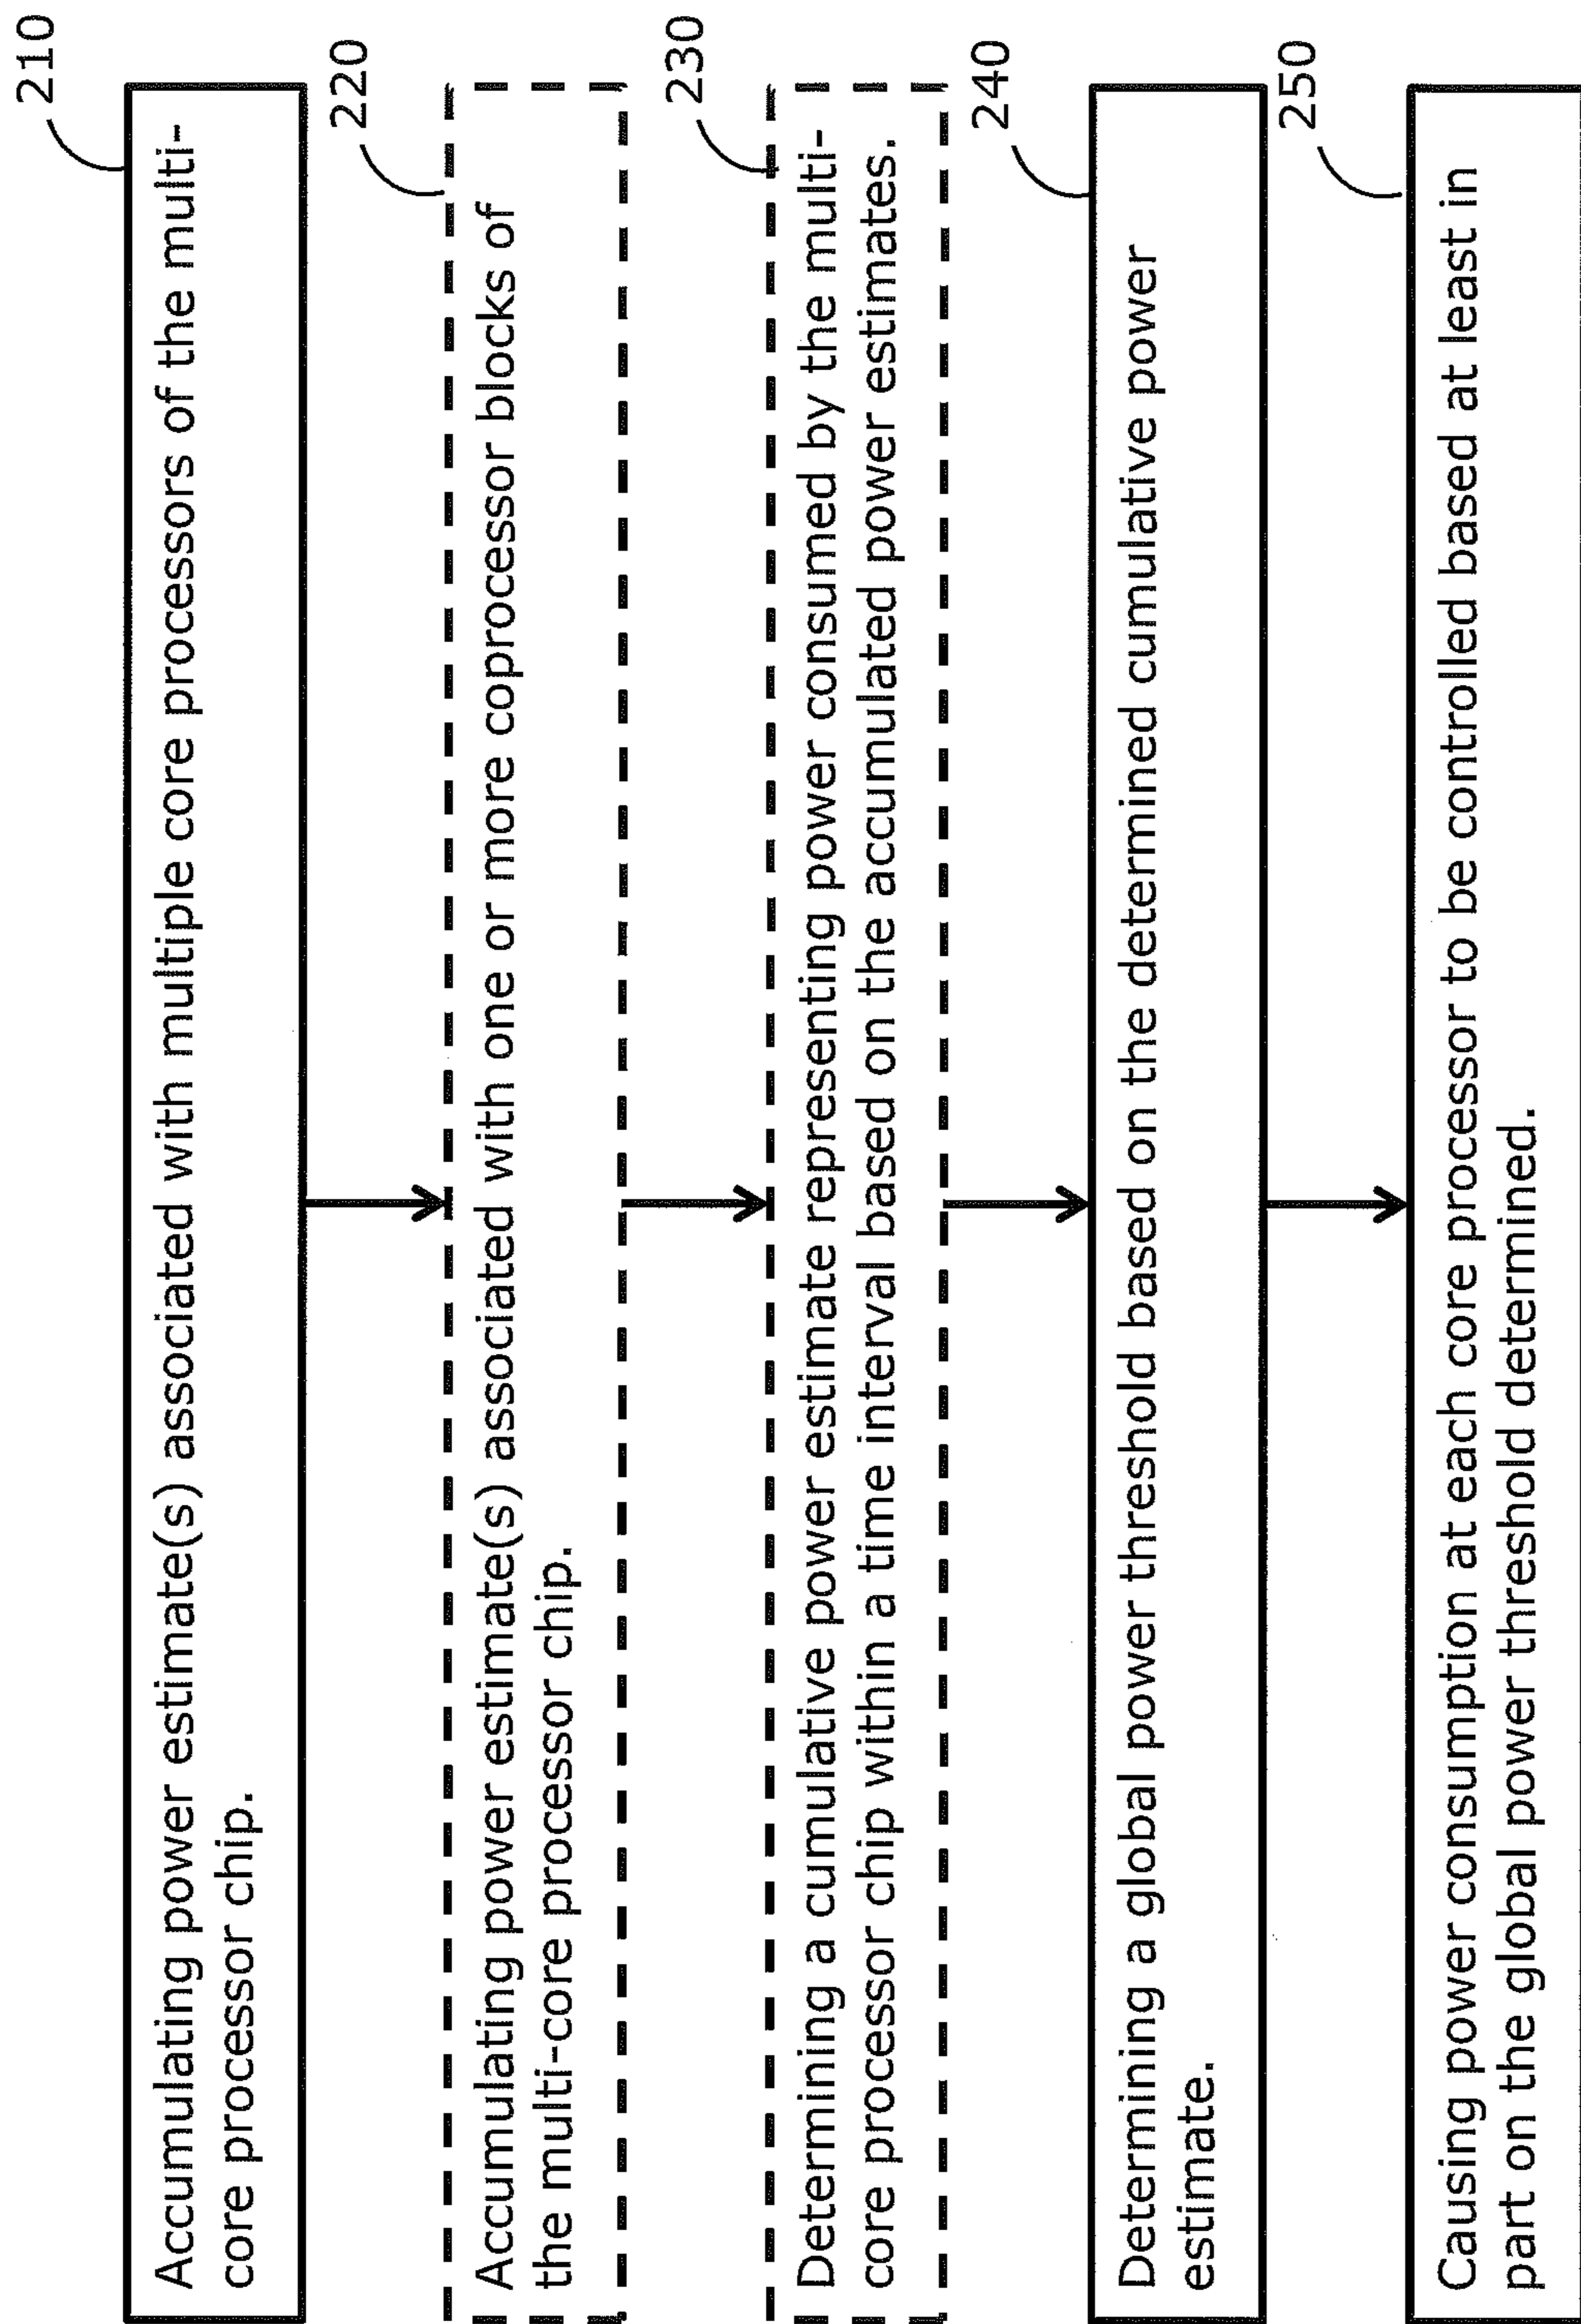 210
Accumulating power estimate(s) associated with multiple core processors of the multi-
core processor chip.
220
Accumulating power estimate(s) associated with one or more coprocessor blocks of
the multi-core processor chip.
230
Determining a cumulative power estimate representing power consumed by the multi-
core processor chip within a time interval based on the accumulated power estimates.
240
Determining a global power threshold based on the determined cumulative power
estimate.
250
Causing power consumption at each core processor to be controlled based at least in
part on the global power threshold determined.